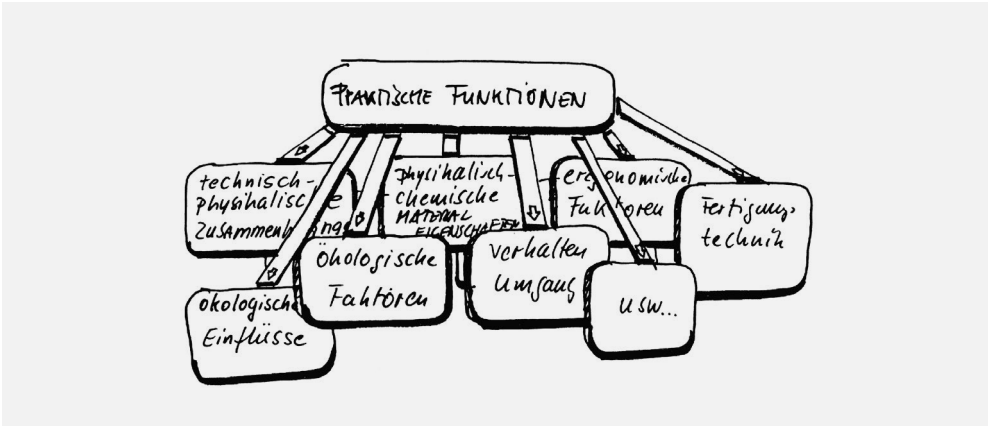 PRAKTISCHE FUNKTIONEN
technisch-
physikalische
Zusammenhänge
physikalisch-
chemische
MATERIAL
EIGENSCHAFTEN
ergonomische
Faktoren
Fertigungs-
technik
ökologische
Einflüsse
ökologische
Faktoren
Verhalten
Umgang
usw...